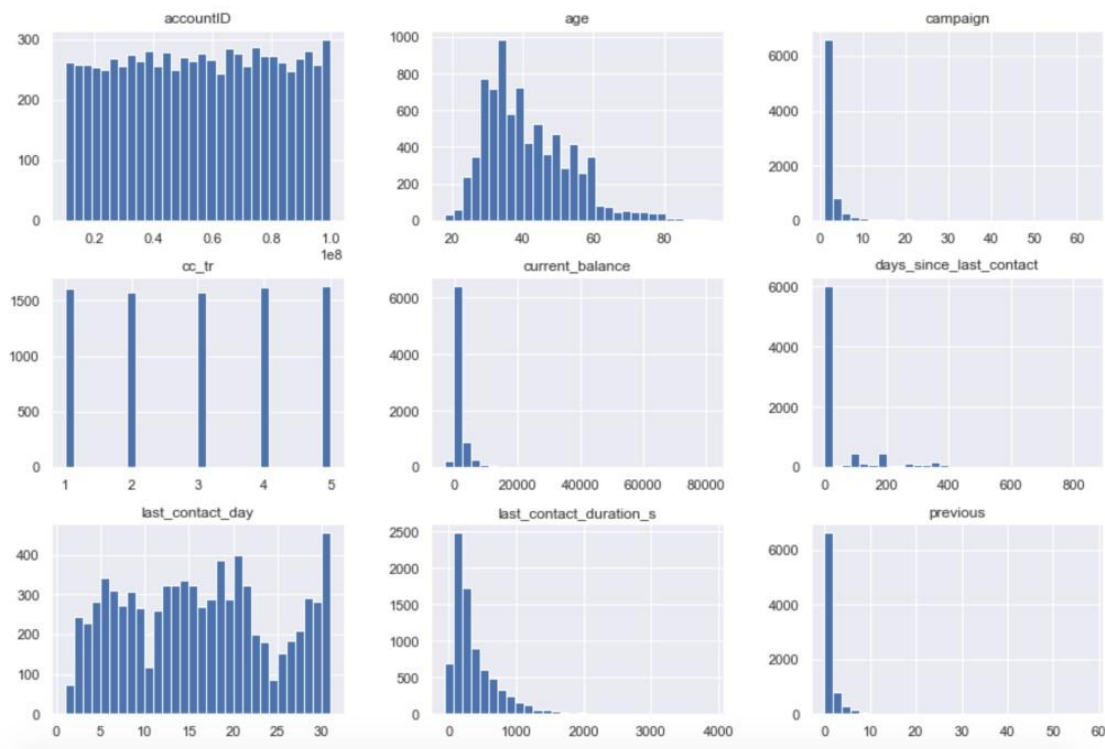 accountID
300
200
100
0
0.2 0.4 0.6 0.8 1.0
1e8
age
1000
800
600
400
200
0
20 40 60 80
campaign
6000
4000
2000
0
0 10 20 30 40 50 60
cc_tr
1500
1000
500
0
1 2 3 4 5
current_balance
6000
4000
2000
0
0 20000 40000 60000 80000
days_since_last_contact
6000
4000
2000
0
0 200 400 600 800
last_contact_day
400
300
200
100
0
0 5 10 15 20 25 30
last_contact_duration_s
2500
2000
1500
1000
500
0
0 1000 2000 3000 4000
previous
6000
4000
2000
0
0 10 20 30 40 50 60